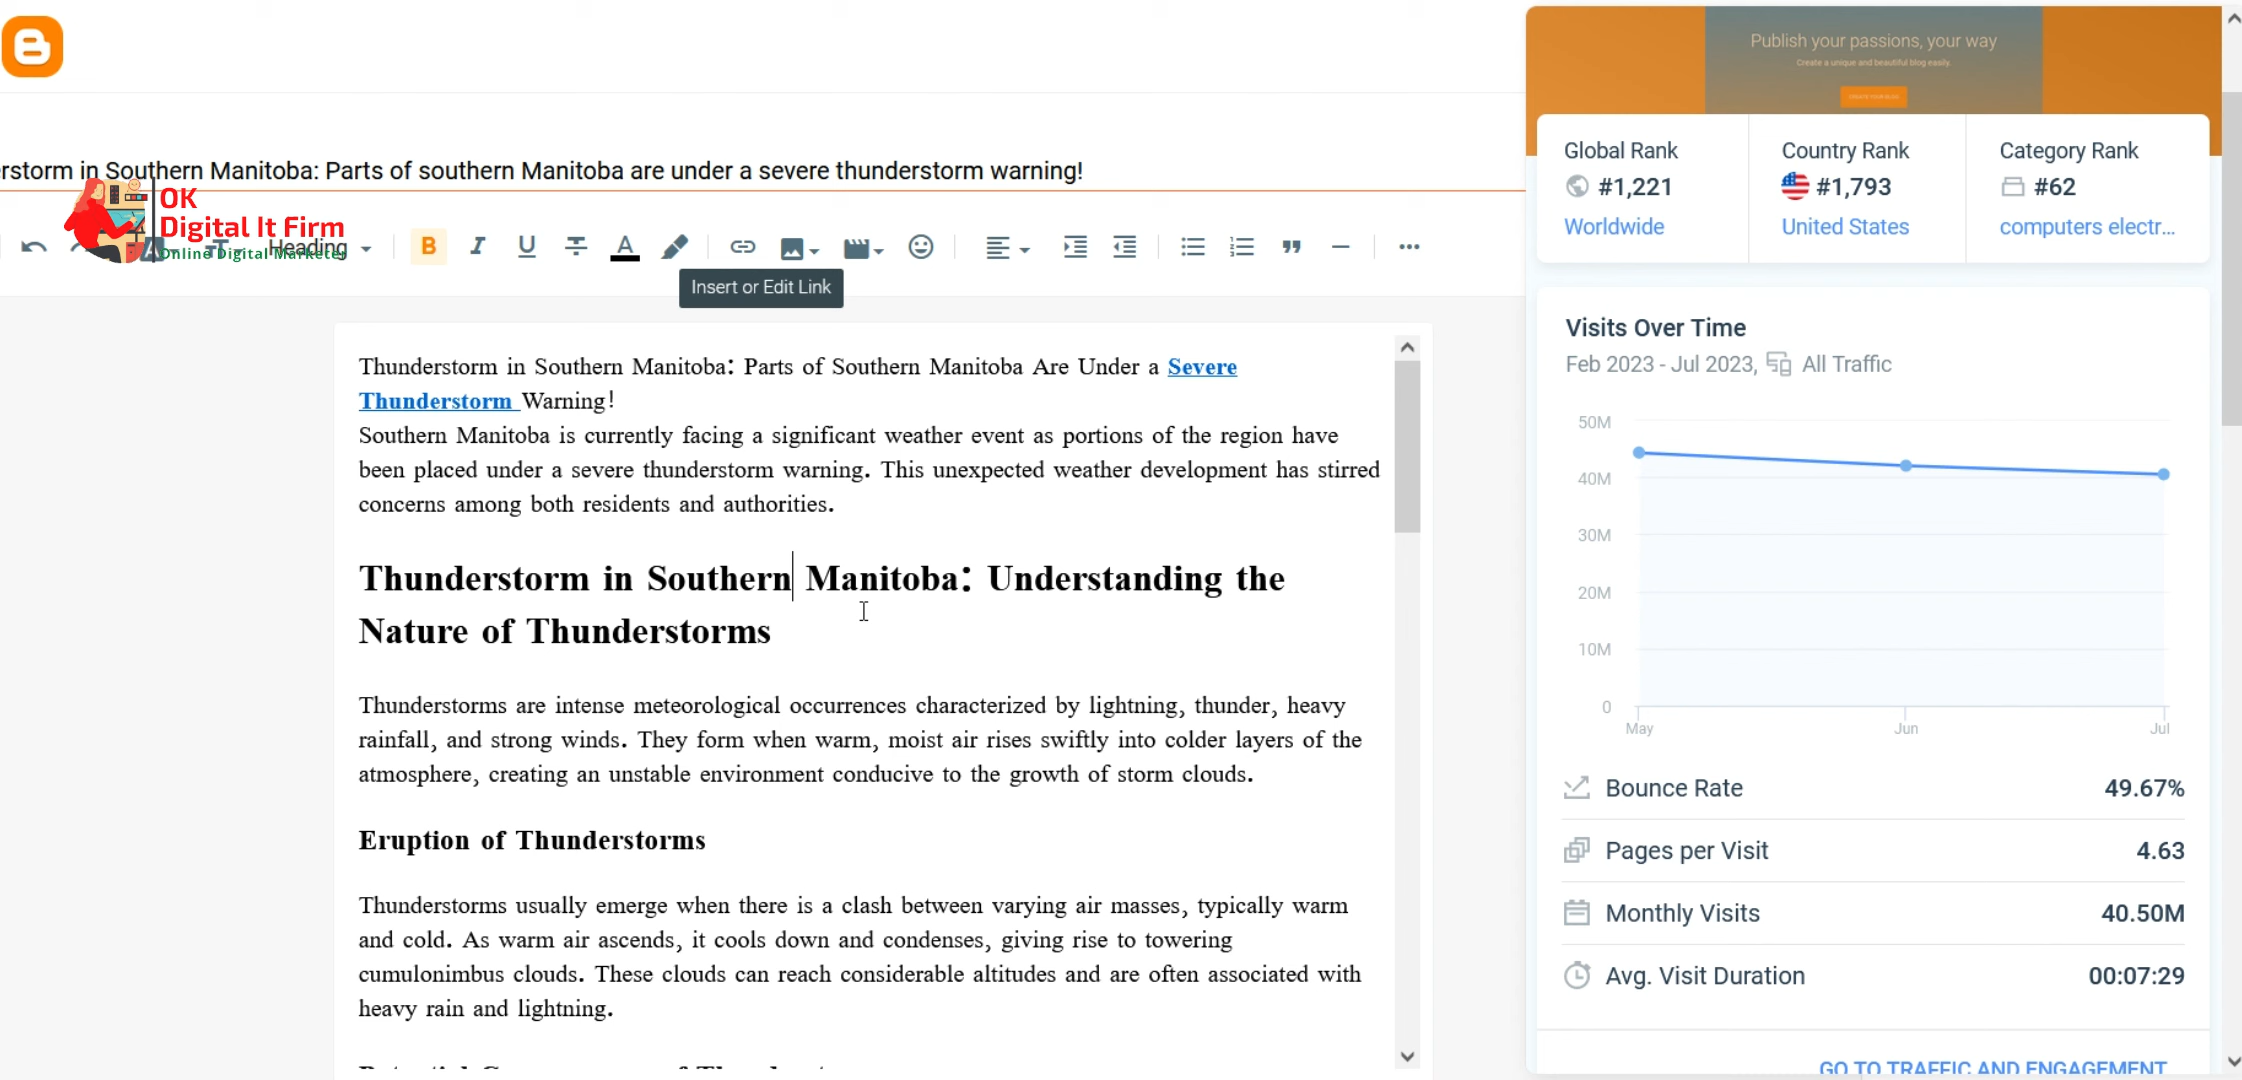 rstorm in Southern Manitoba: Parts of southern Manitoba are under a severe thunderstorm warning!
OK
Digital It Firm
Online Digital Marketer
Heading
Insert or Edit Link
Thunderstorm in Southern Manitoba: Parts of Southern Manitoba Are Under a Severe
Thunderstorm Warning!
Southern Manitoba is currently facing a significant weather event as portions of the region have
been placed under a severe thunderstorm warning. This unexpected weather development has stirred
concerns among both residents and authorities.
Thunderstorm in Southern Manitoba: Understanding the
Nature of Thunderstorms
Thunderstorms are intense meteorological occurrences characterized by lightning, thunder, heavy
rainfall, and strong winds. They form when warm, moist air rises swiftly into colder layers of the
atmosphere, creating an unstable environment conducive to the growth of storm clouds.
Eruption of Thunderstorms
Thunderstorms usually emerge when there is a clash between varying air masses, typically warm
and cold. As warm air ascends, it cools down and condenses, giving rise to towering
cumulonimbus clouds. These clouds can reach considerable altitudes and are often associated with
heavy rain and lightning.
Publish your passions, your way
Create a unique and beautiful blog easily.
CREATE YOUR BLOG
Global Rank
#1,221
Worldwide
Country Rank
#1,793
United States
Category Rank
#62
computers electr...
Visits Over Time
Feb 2023 - Jul 2023, All Traffic
50M
40M
30M
20M
10M
0
May Jun Jul
Bounce Rate 49.67%
Pages per Visit 4.63
Monthly Visits 40.50M
Avg. Visit Duration 00:07:29
GO TO TRAFFIC AND ENGAGEMENT